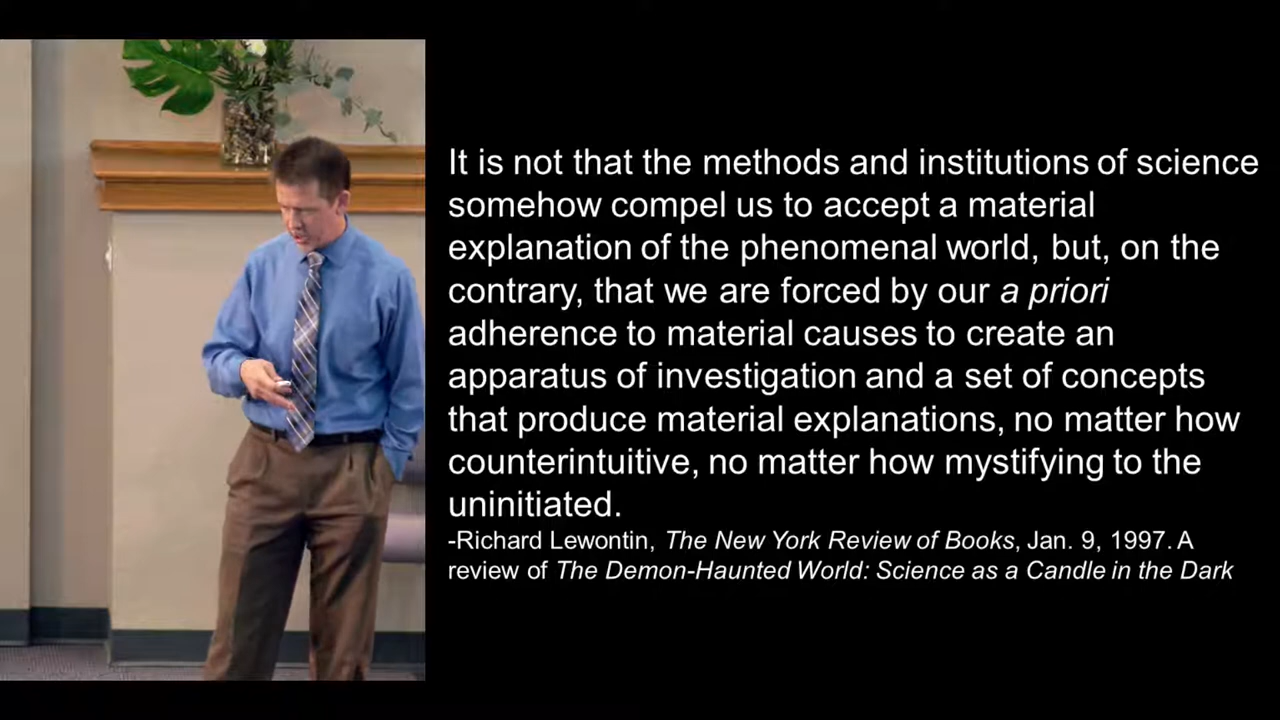 It is not that the methods and institutions of science
somehow compel us to accept a material
explanation of the phenomenal world, but, on the
contrary, that we are forced by our a priori
adherence to material causes to create an
apparatus of investigation and a set of concepts
that produce material explanations, no matter how
counterintuitive, no matter how mystifying to the
uninitiated.
-Richard Lewontin, The New York Review of Books, Jan. 9, 1997. A
review of The Demon-Haunted World: Science as a Candle in the Dark